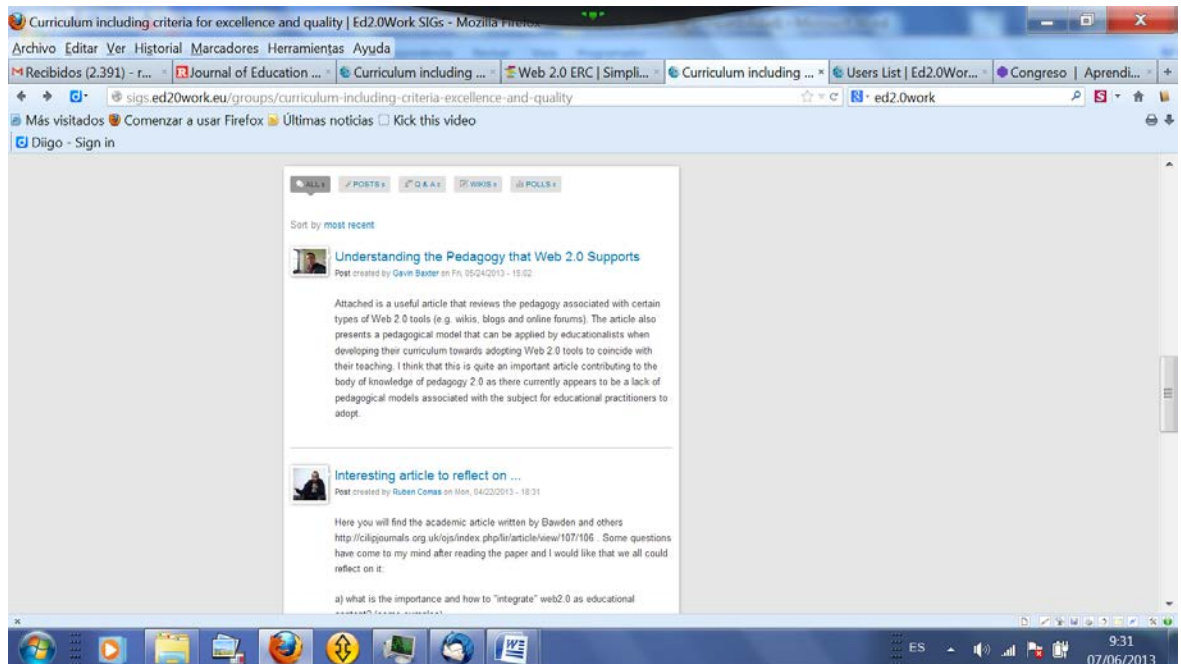 Curriculum including criteria for excellence and quality | Ed2.0Work SIGs - Mozilla Firefox
Archivo Editar Ver Historial Marcadores Herramientas Ayuda
Recibidos (2.391) - r... Journal of Education ... Curriculum including ... Web 2.0 ERC | Simpli... Curriculum including ... Users List | Ed2.0Wor... Congreso | Aprendi...
sigs.ed20work.eu/groups/curriculum-including-criteria-excellence-and-quality ed2.0work
Más visitados Comenzar a usar Firefox Últimas noticias Kick this video
Diigo - Sign in
ALL POSTS Q & A WIKIS POLLS
Sort by most recent
Understanding the Pedagogy that Web 2.0 Supports
Post created by Gavin Baxter on Fri, 05/24/2013 - 15:02
Attached is a useful article that reviews the pedagogy associated with certain
types of Web 2.0 tools (e.g. wikis, blogs and online forums). The article also
presents a pedagogical model that can be applied by educationalists when
developing their curriculum towards adopting Web 2.0 tools to coincide with
their teaching. I think that this is quite an important article contributing to the
body of knowledge of pedagogy 2.0 as there currently appears to be a lack of
pedagogical models associated with the subject for educational practitioners to
adopt.
Interesting article to reflect on ...
Post created by Ruben Comas on Mon, 04/22/2013 - 18:31
Here you will find the academic article written by Bawden and others
http://cilipjournals.org.uk/ojs/index.php/lir/article/view/107/106 . Some questions
have come to my mind after reading the paper and I would like that we all could
reflect on it:
a) what is the importance and how to "integrate" web2.0 as educational
ES
9:31
07/06/2013